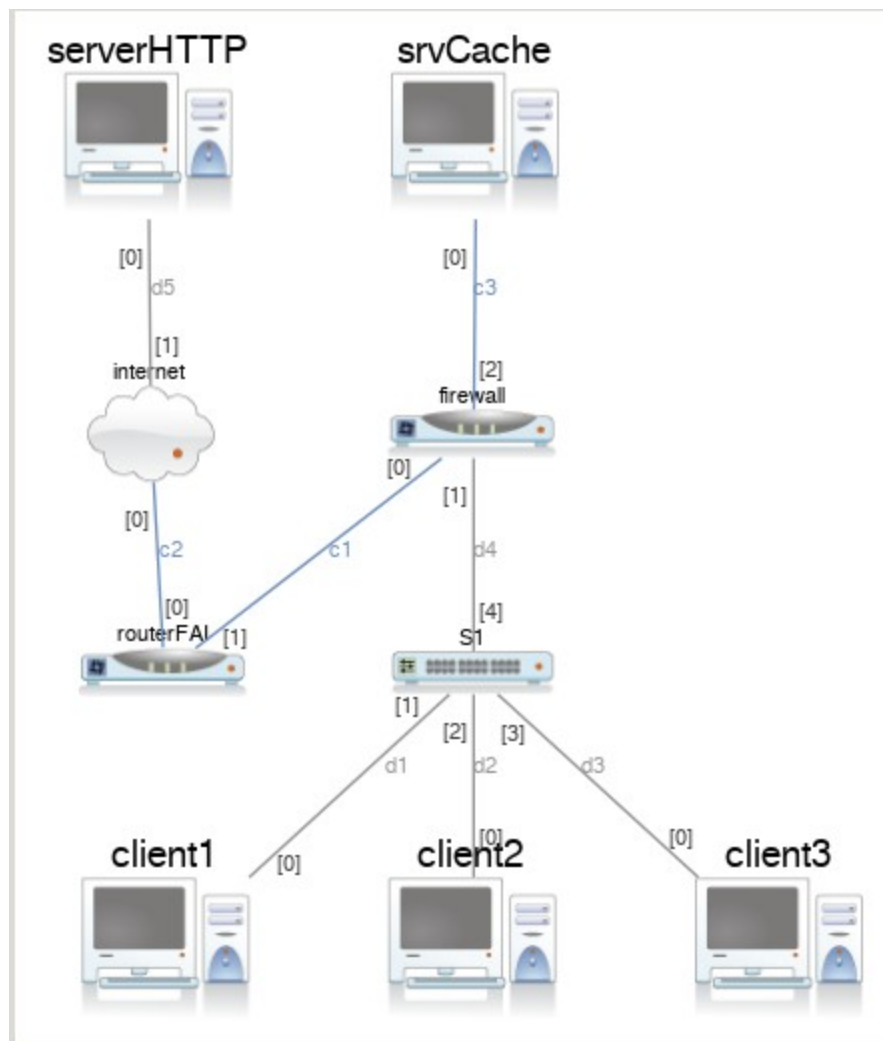 serverHTTP srvCache
[0] [0]
d5 c3
[1] [2]
internet firewall
[0] [1]
[0] c2 c1 d4
[0] [4]
routerFAI [1] S1
[1] [2] [3]
d1 d2 d3
[0] [0] [0]
client1 client2 client3